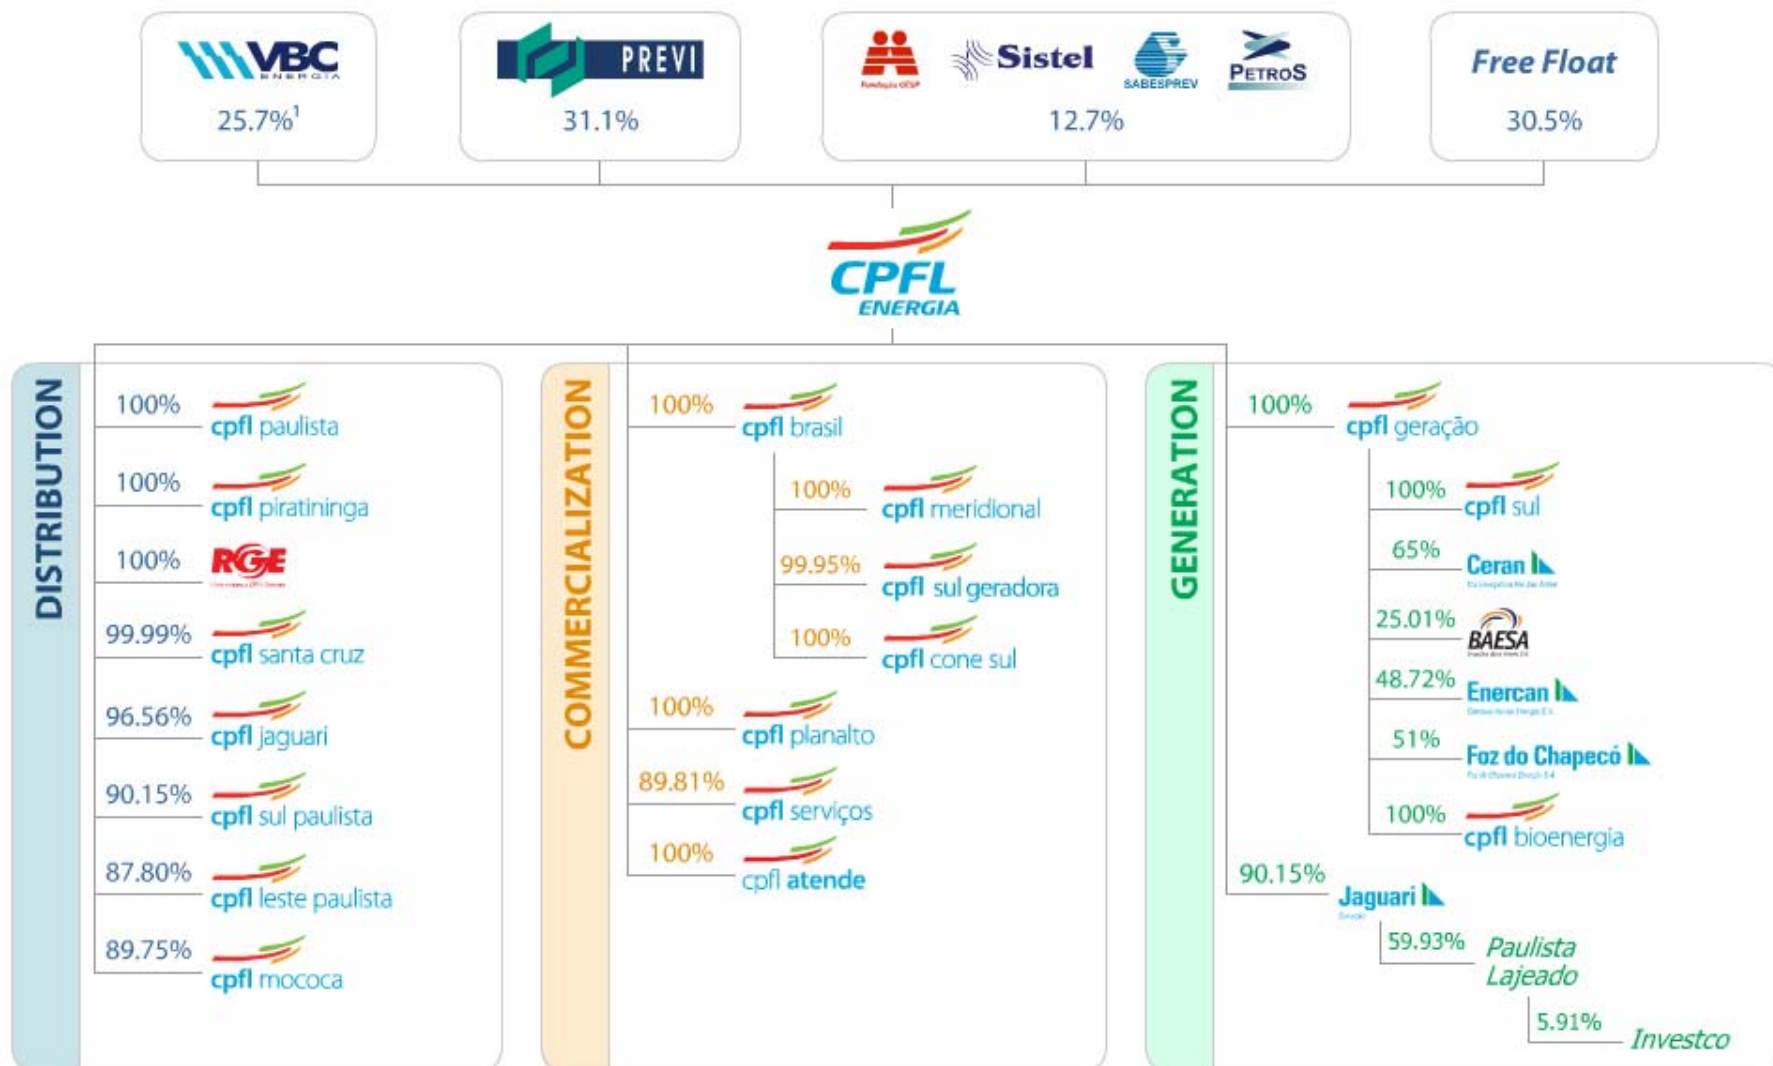 VBC
ENERGIA
25.7%¹
PREVI
31.1%
Fundação CESP
Sistel
SABESPREV
PETROS
12.7%
Free Float
30.5%
CPFL
ENERGIA
DISTRIBUTION
100%
cpfl paulista
100%
cpfl piratininga
100%
RGE
99.99%
cpfl santa cruz
96.56%
cpfl jaguari
90.15%
cpfl sul paulista
87.80%
cpfl leste paulista
89.75%
cpfl mococa
COMMERCIALIZATION
100%
cpfl brasil
100%
cpfl meridional
99.95%
cpfl sul geradora
100%
cpfl cone sul
100%
cpfl planalto
89.81%
cpfl serviços
100%
cpfl atende
GENERATION
100%
cpfl geração
100%
cpfl sul
65%
Ceran
25.01%
BAESA
48.72%
Enercan
51%
Foz do Chapecó
100%
cpfl bioenergia
90.15%
Jaguari
59.93%
Paulista
Lajeado
5.91%
Investco